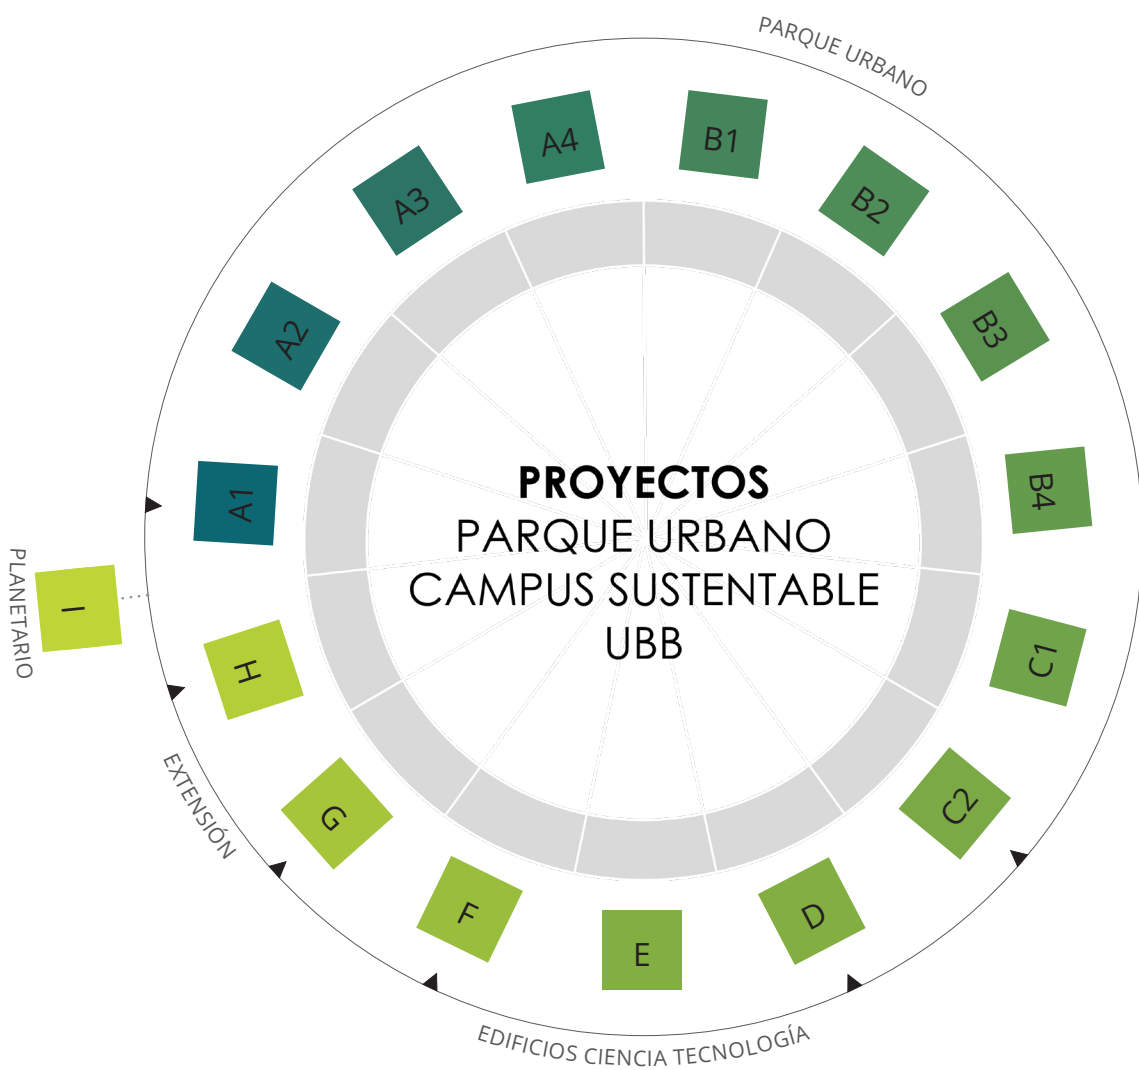 PARQUE URBANO
A4
B1
A3
B2
A2
B3
A1
B4
PROYECTOS
PARQUE URBANO
CAMPUS SUSTENTABLE
UBB
PLANETARIO
I
H
C1
EXTENSIÓN
G
C2
F
E
D
EDIFICIOS CIENCIA TECNOLOGÍA